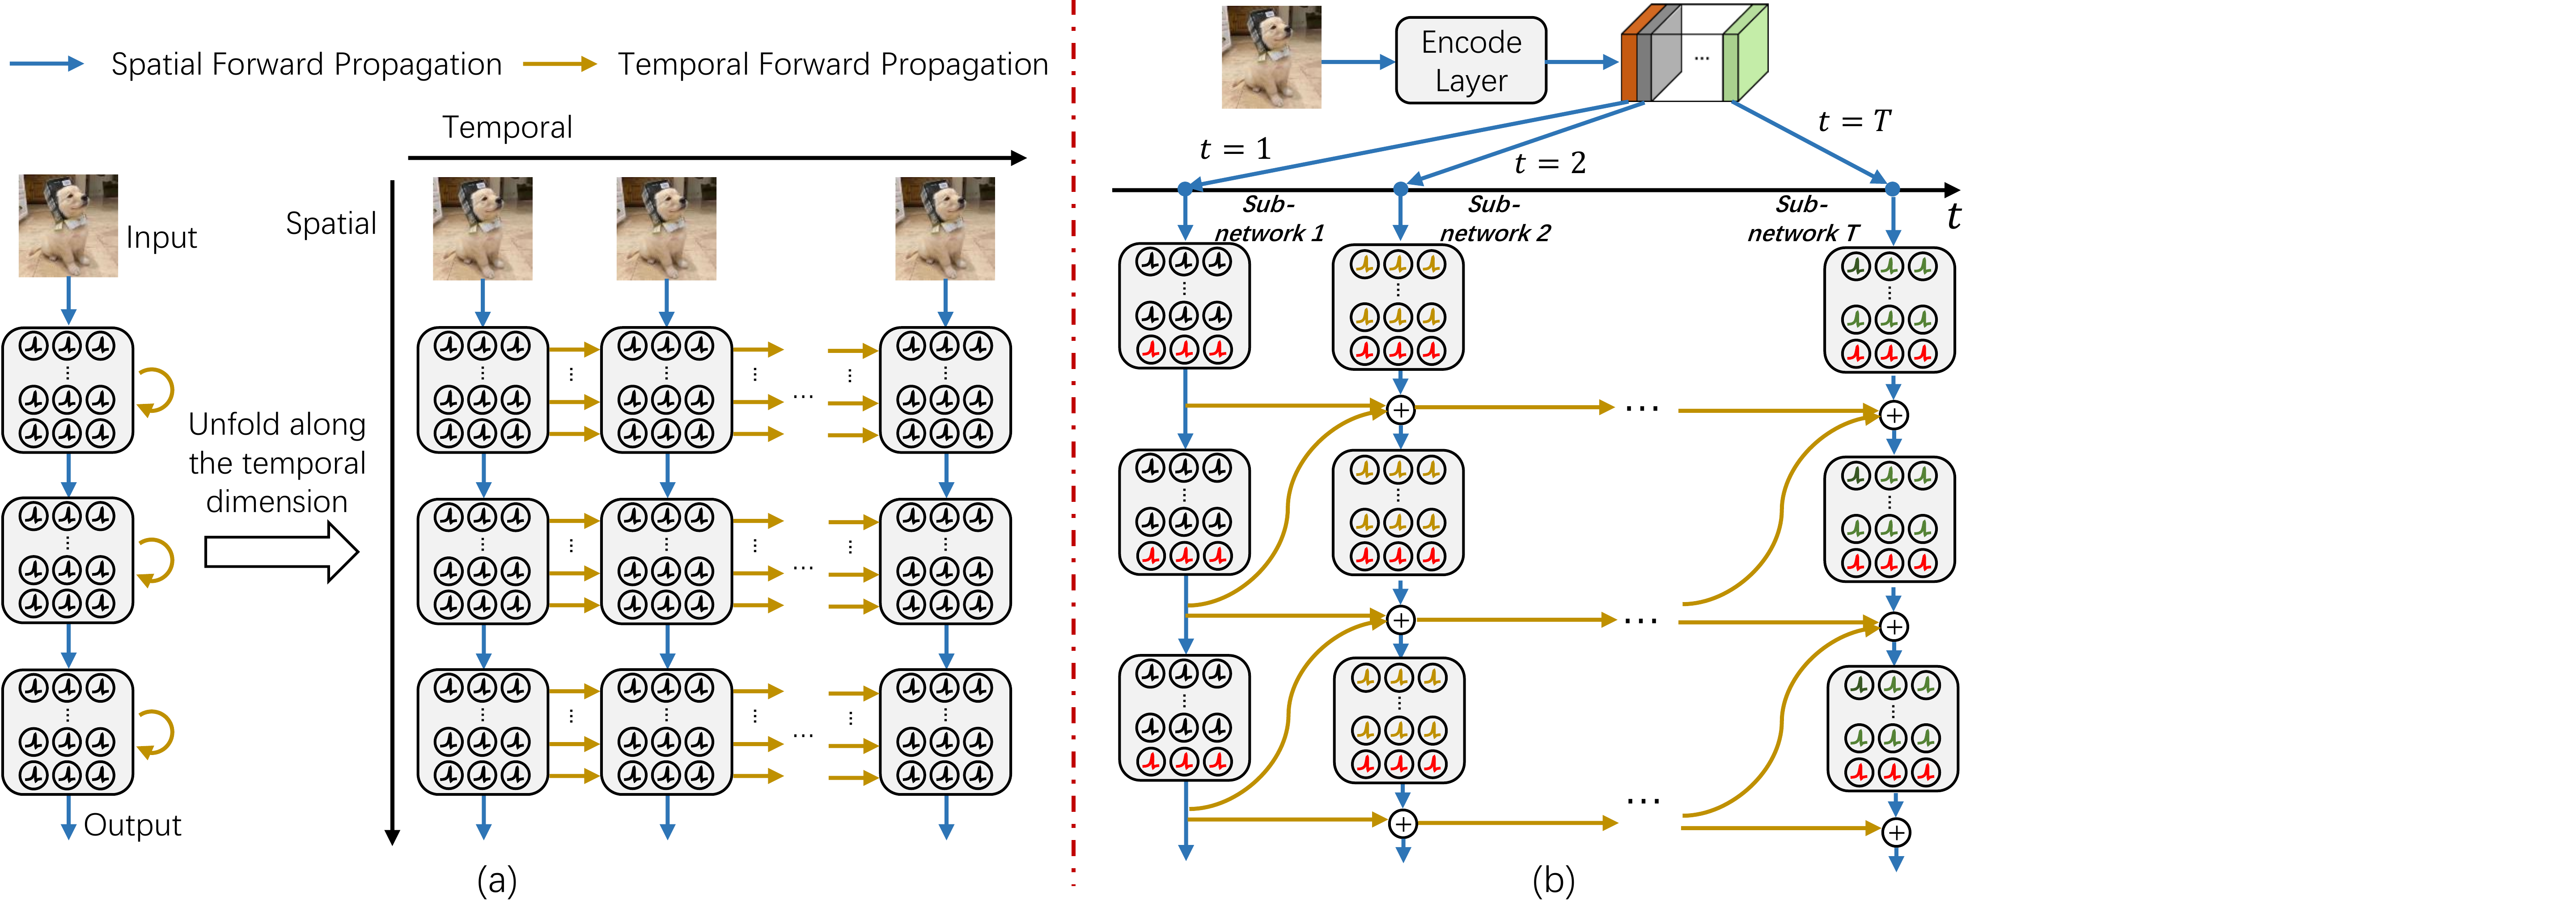 Spatial Forward Propagation
Temporal Forward Propagation
Temporal
Spatial
Input
Unfold along
the temporal
dimension
...
...
...
Output
(a)
Encode
Layer
...
t = 1
t = 2
t = T
t
Sub-
network 1
Sub-
network 2
Sub-
network T
+
...
+
+
...
+
...
+
+
(b)